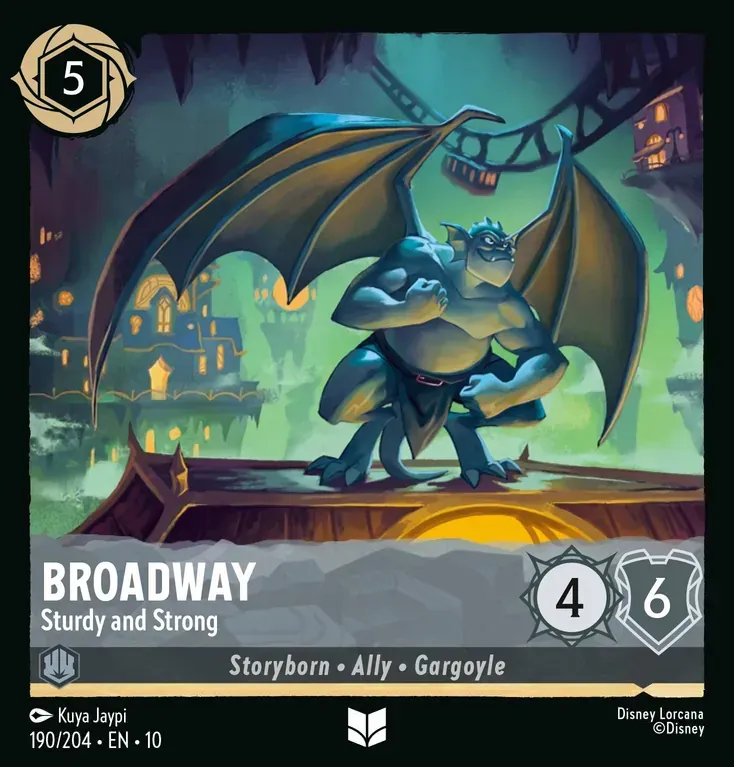 5
BROADWAY
Sturdy and Strong
4
6
Storyborn • Ally • Gargoyle
Kuya Jaypi
190/204 • EN • 10
Disney Lorcana
©Disney